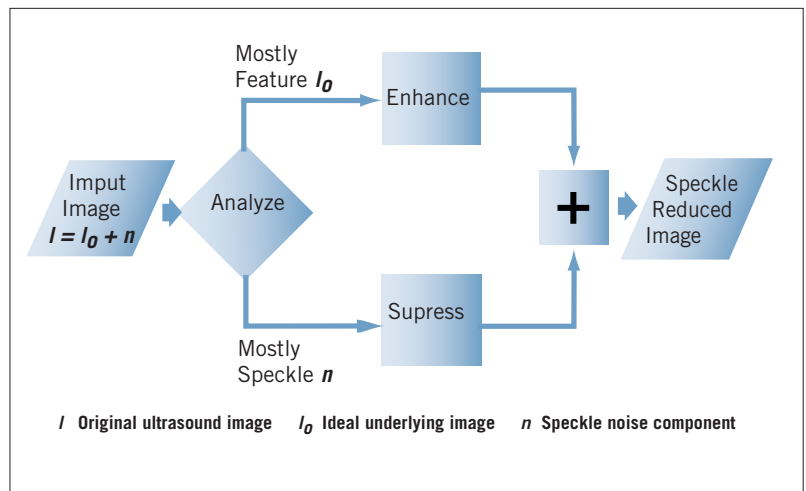 Mostly
Feature I₀
Enhance
Imput
Image
I = I₀ + n
Analyze
+
Speckle
Reduced
Image
Supress
Mostly
Speckle n
I Original ultrasound image I₀ Ideal underlying image n Speckle noise component